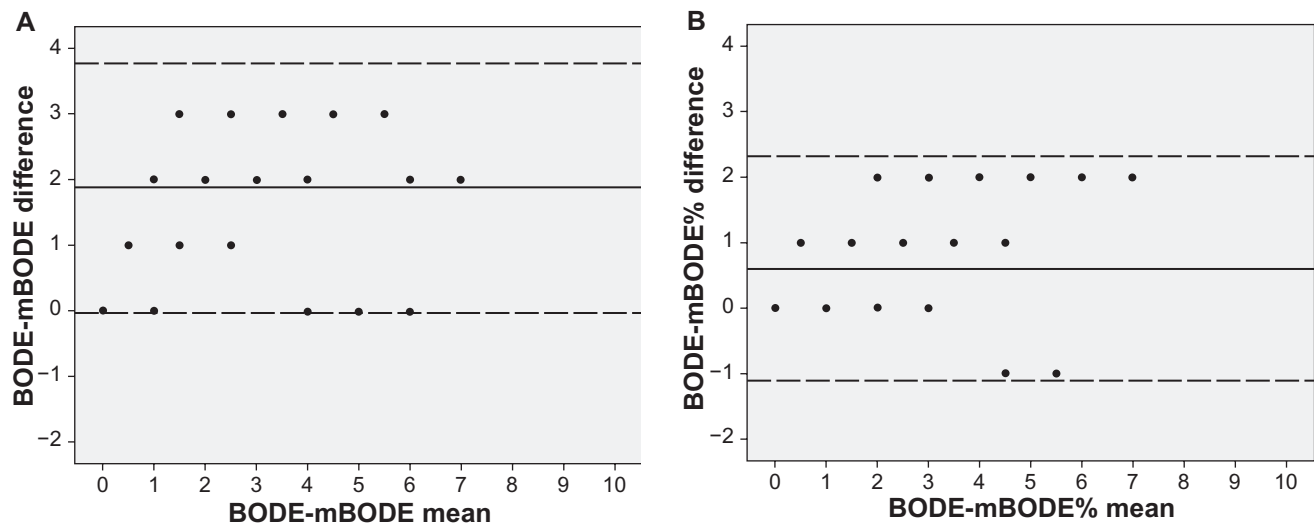 A
BODE-mBODE difference
4
3
2
1
0
−1
−2
0 1 2 3 4 5 6 7 8 9 10
BODE-mBODE mean
B
BODE-mBODE% difference
4
3
2
1
0
−1
−2
0 1 2 3 4 5 6 7 8 9 10
BODE-mBODE% mean